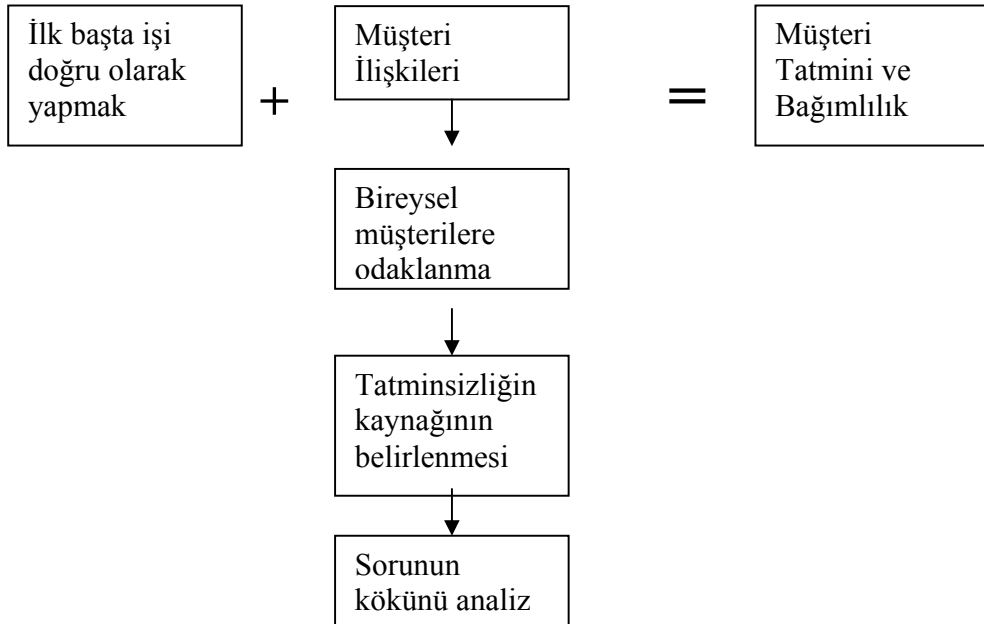 İlk başta işi
doğru olarak
yapmak
+
Müşteri
İlişkileri
=
Müşteri
Tatmini ve
Bağımlılık
Bireysel
müşterilere
odaklanma
Tatminsizliğin
kaynağının
belirlenmesi
Sorunun
kökünü analiz